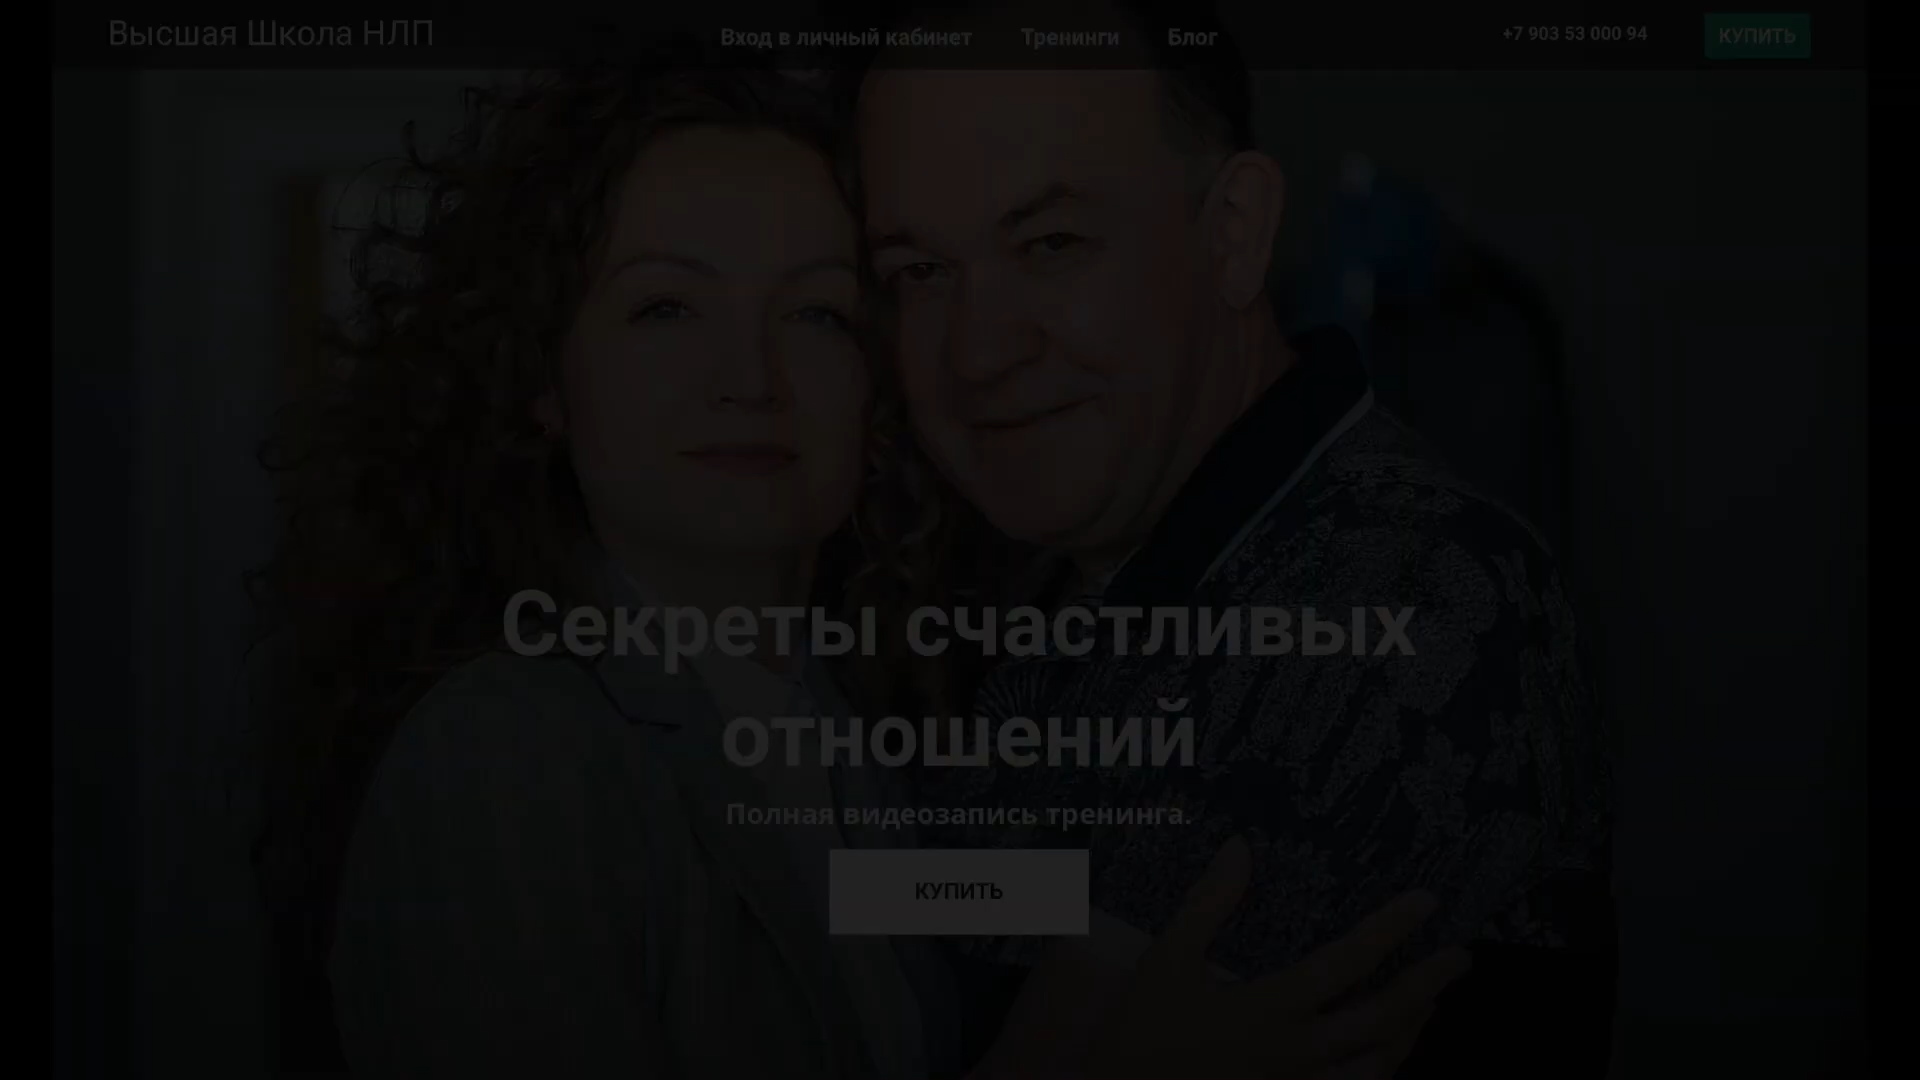 Высшая Школа НЛП
Вход в личный кабинет Тренинги Блог
+7 903 53 000 94
КУПИТЬ
Секреты счастливых
отношений
Полная видеозапись тренинга.
КУПИТЬ